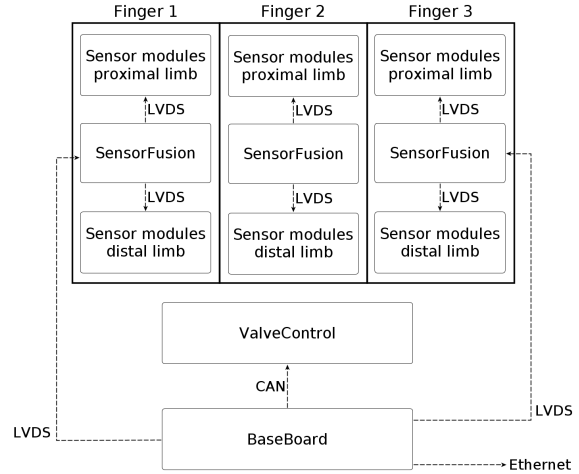 Finger 1 Finger 2 Finger 3
Sensor modules proximal limb
Sensor modules proximal limb
Sensor modules proximal limb
LVDS LVDS LVDS
SensorFusion SensorFusion SensorFusion
LVDS LVDS LVDS
Sensor modules distal limb
Sensor modules distal limb
Sensor modules distal limb
ValveControl
CAN
LVDS
LVDS
BaseBoard
Ethernet